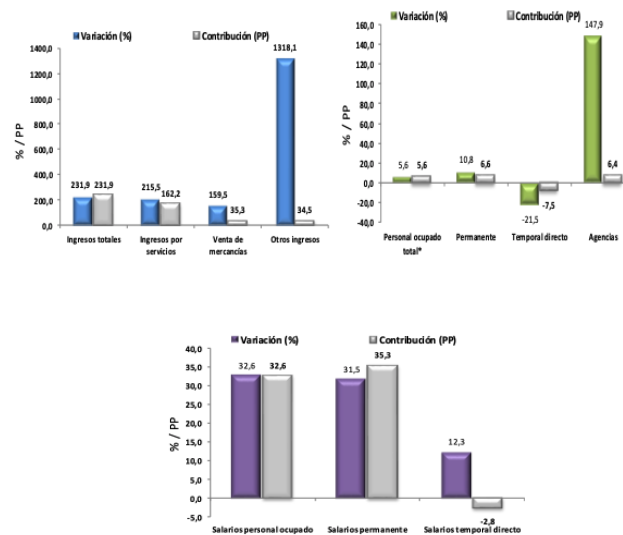 Variación (%) Contribución (PP)
1400,0
1200,0
1000,0
800,0
600,0
400,0
200,0
0,0
% / PP
231,9 231,9
215,5 162,2
159,5 35,3
1318,1 34,5
Ingresos totales
Ingresos por servicios
Venta de mercancías
Otros ingresos
Variación (%) Contribución (PP)
160,0
140,0
120,0
100,0
80,0
60,0
40,0
20,0
0,0
-20,0
-40,0
% / PP
5,6 5,6
10,8 6,6
-21,5 -7,5
147,9 6,4
Personal ocupado total*
Permanente
Temporal directo
Agencias
Variación (%) Contribución (PP)
40,0
35,0
30,0
25,0
20,0
15,0
10,0
5,0
0,0
-5,0
% / PP
32,6 32,6
31,5 35,3
12,3 -2,8
Salarios personal ocupado
Salarios permanente
Salarios temporal directo